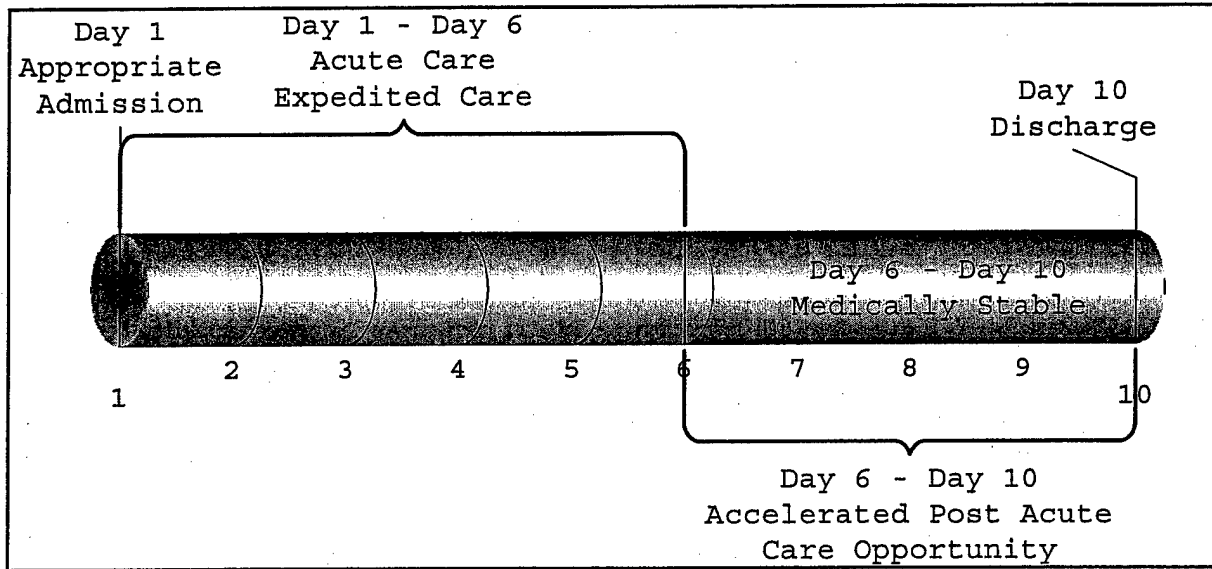 Day 1
Appropriate
Admission
Day 1 - Day 6
Acute Care
Expedited Care
Day 10
Discharge
Day 6 - Day 10
Medically Stable
1
2
3
4
5
6
7
8
9
10
Day 6 - Day 10
Accelerated Post Acute
Care Opportunity